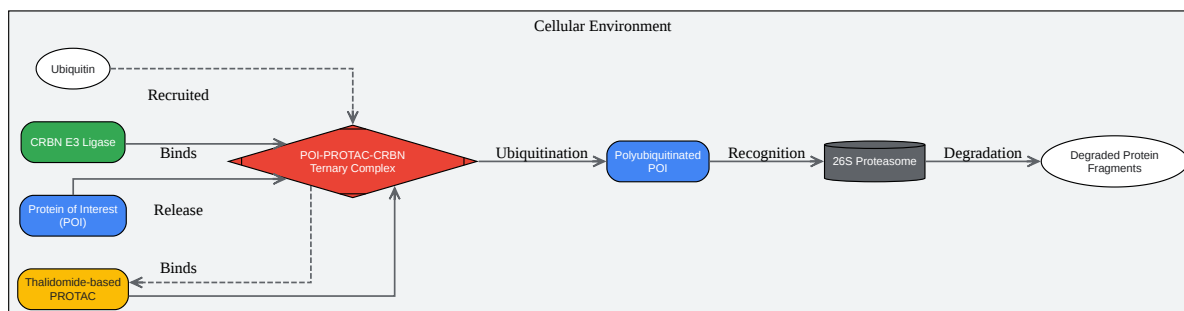 Cellular Environment
Ubiquitin
Recruited
CRBN E3 Ligase
Binds
POI-PROTAC-CRBN
Ternary Complex
Ubiquitination
Polyubiquitinated
POI
Recognition
26S Proteasome
Degradation
Degraded Protein
Fragments
Protein of Interest
(POI)
Release
Binds
Thalidomide-based
PROTAC